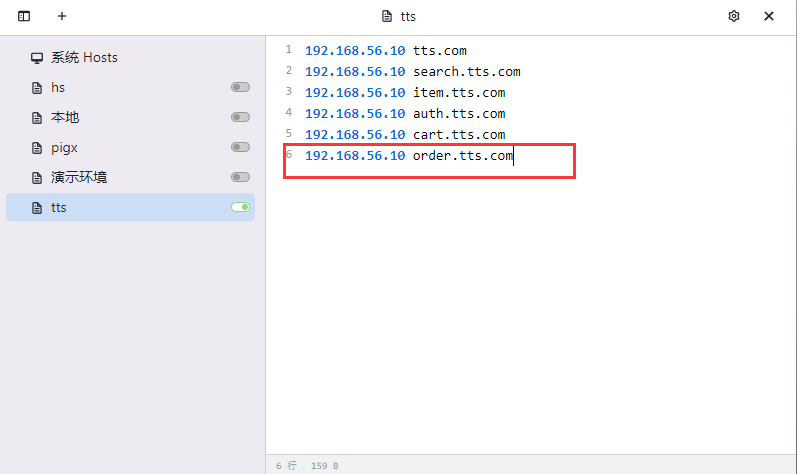 tts
系统 Hosts
hs
本地
pigx
演示环境
tts
1 192.168.56.10 tts.com
2 192.168.56.10 search.tts.com
3 192.168.56.10 item.tts.com
4 192.168.56.10 auth.tts.com
5 192.168.56.10 cart.tts.com
6 192.168.56.10 order.tts.com
6 行 159 B